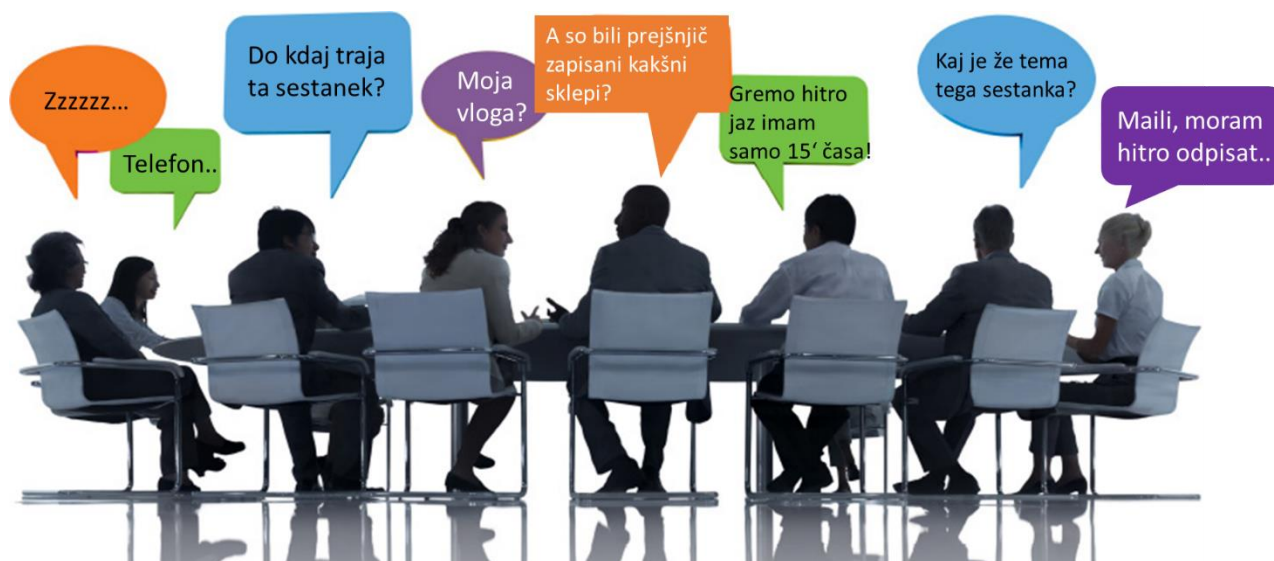 Zzzzzz...
Telefon..
Do kdaj traja
ta sestanek?
Moja
vloga?
A so bili prejšnjič
zapisani kakšni
sklepi?
Gremo hitro
jaz imam
samo 15‘ časa!
Kaj je že tema
tega sestanka?
Maili, moram
hitro odpisat..